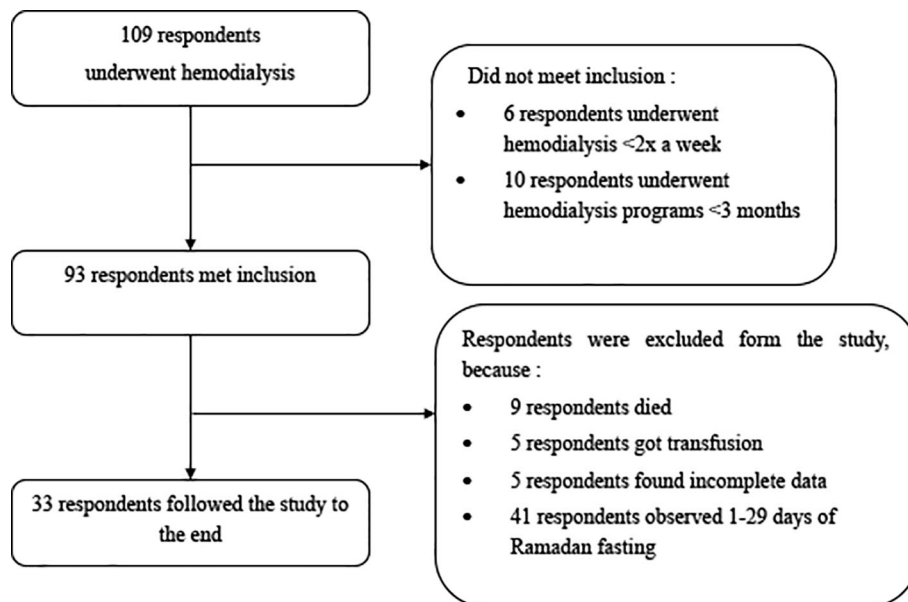 109 respondents
underwent hemodialysis
Did not meet inclusion :
• 6 respondents underwent
hemodialysis <2x a week
• 10 respondents underwent
hemodialysis programs <3 months
93 respondents met inclusion
Respondents were excluded form the study,
because :
• 9 respondents died
• 5 respondents got transfusion
• 5 respondents found incomplete data
• 41 respondents observed 1-29 days of
Ramadan fasting
33 respondents followed the study to
the end